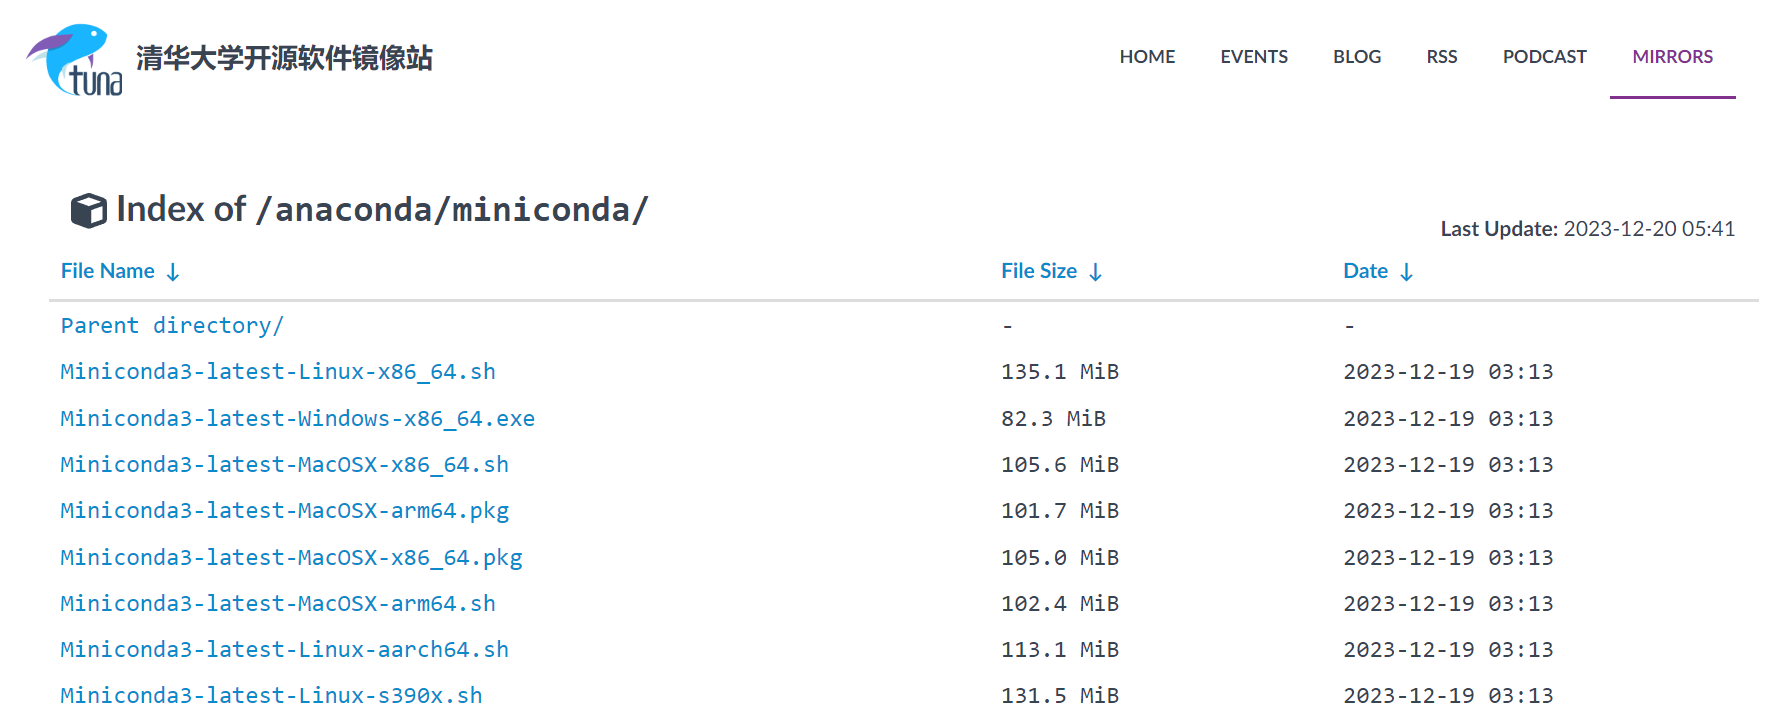 tuna 清华大学开源软件镜像站 HOME EVENTS BLOG RSS PODCAST MIRRORS
Index of /anaconda/miniconda/
Last Update: 2023-12-20 05:41
File Name ↓ File Size ↓ Date ↓
Parent directory/ - -
Miniconda3-latest-Linux-x86_64.sh 135.1 MiB 2023-12-19 03:13
Miniconda3-latest-Windows-x86_64.exe 82.3 MiB 2023-12-19 03:13
Miniconda3-latest-MacOSX-x86_64.sh 105.6 MiB 2023-12-19 03:13
Miniconda3-latest-MacOSX-arm64.pkg 101.7 MiB 2023-12-19 03:13
Miniconda3-latest-MacOSX-x86_64.pkg 105.0 MiB 2023-12-19 03:13
Miniconda3-latest-MacOSX-arm64.sh 102.4 MiB 2023-12-19 03:13
Miniconda3-latest-Linux-aarch64.sh 113.1 MiB 2023-12-19 03:13
Miniconda3-latest-Linux-s390x.sh 131.5 MiB 2023-12-19 03:13